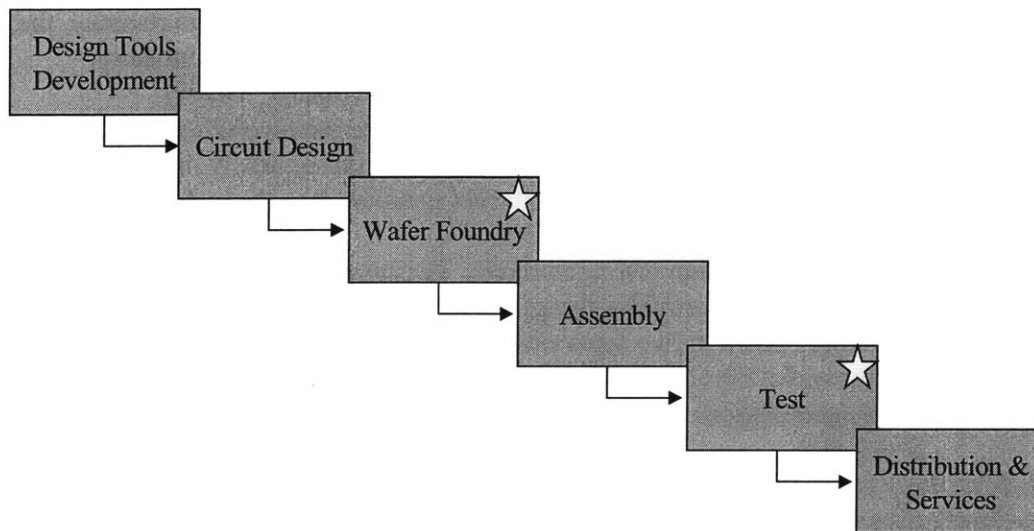 Design Tools
Development
Circuit Design
Wafer Foundry
Assembly
Test
Distribution &
Services